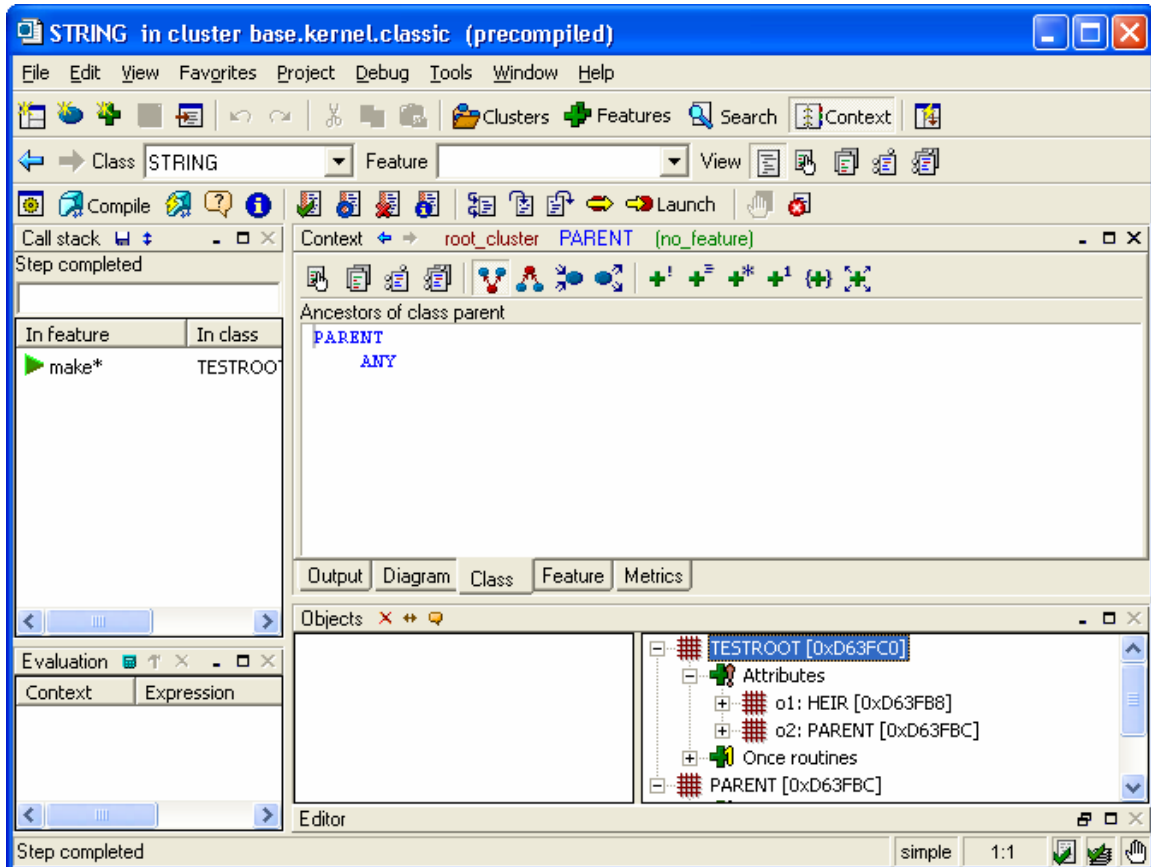 STRING in cluster base.kernel.classic (precompiled)
File Edit View Favorites Project Debug Tools Window Help
Clusters Features Search Context
Class STRING Feature View
Compile Launch
Call stack
Step completed
In feature In class
make* TESTROOT
Context root_cluster PARENT (no_feature)
Ancestors of class parent
PARENT
ANY
Output Diagram Class Feature Metrics
Evaluation
Context Expression
Objects
TESTROOT [0xD63FC0]
Attributes
o1: HEIR [0xD63FB8]
o2: PARENT [0xD63FBC]
Once routines
PARENT [0xD63FBC]
Editor
Step completed simple 1:1